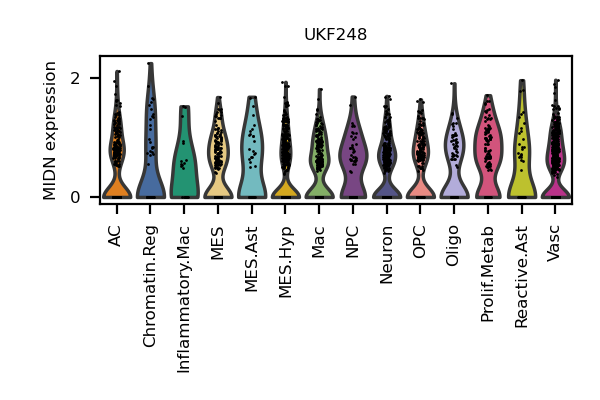 UKF248
MIDN expression
2
0
AC
Chromatin.Reg
Inflammatory.Mac
MES
MES.Ast
MES.Hyp
Mac
NPC
Neuron
OPC
Oligo
Prolif.Metab
Reactive.Ast
Vasc